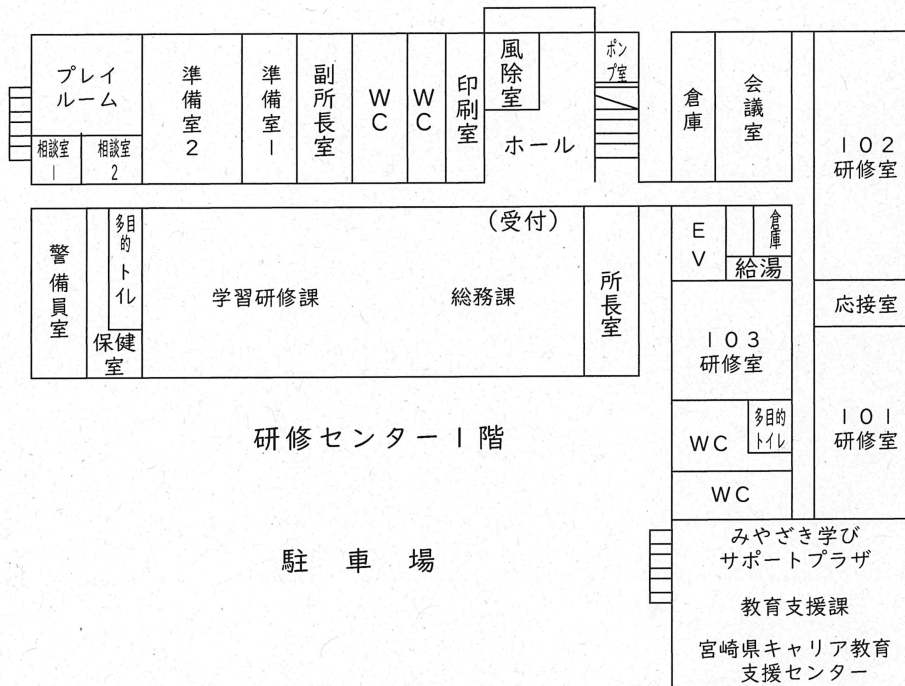 プレイ
ルーム
相談室
1
相談室
2
準備室2
準備室1
副所長室
WC
WC
印刷室
風除室
ホール
ポンプ室
倉庫
会議室
102
研修室
警備員室
多目的トイレ
保健
室
学習研修課
総務課
(受付)
所長室
EV
倉庫
給湯
応接室
103
研修室
101
研修室
WC
多目的
トイレ
WC
研修センター1階
駐車場
みやざき学び
サポートプラザ
教育支援課
宮崎県キャリア教育
支援センター